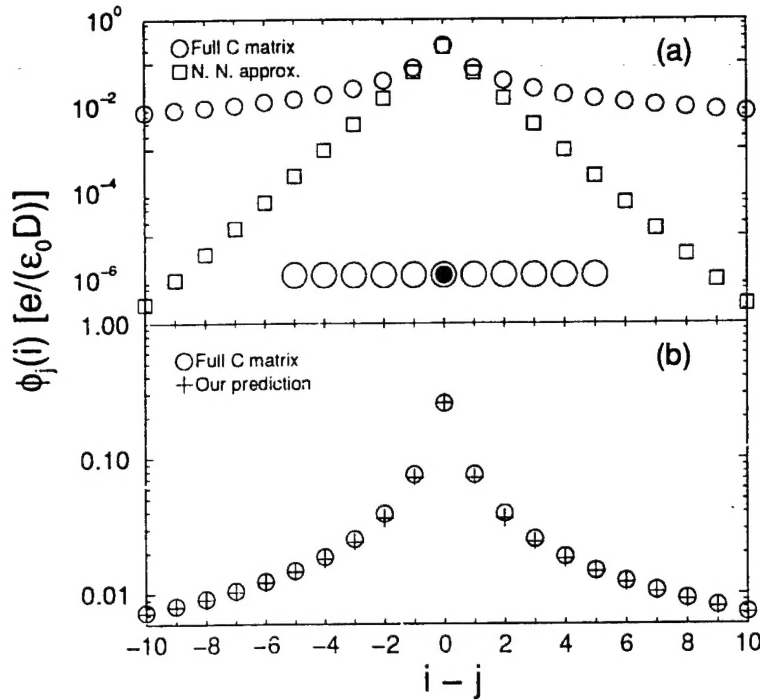 10⁰
○ Full C matrix
□ N. N. approx.
(a)
10⁻²
10⁻⁴
10⁻⁶
ϕⱼ(i) [e/(ε₀D)]
1.00
○ Full C matrix
+ Our prediction
(b)
0.10
0.01
−10 −8 −6 −4 −2 0 2 4 6 8 10
i − j